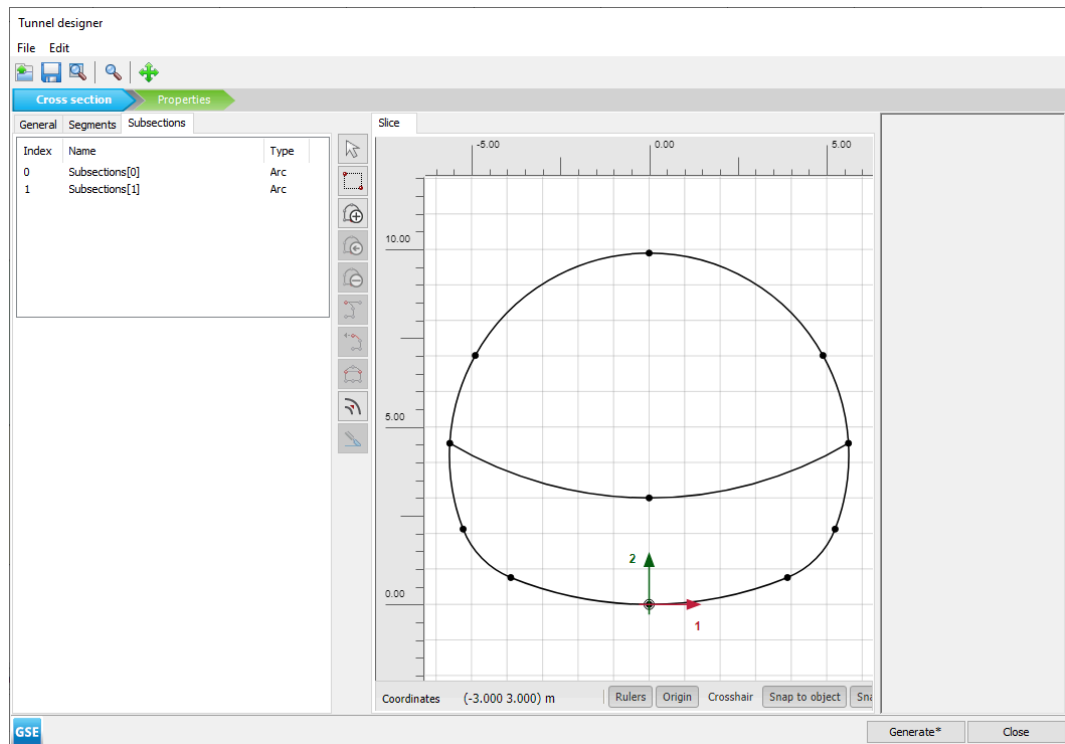 Tunnel designer
File Edit
Cross section Properties
General Segments Subsections
Slice
Index Name Type
0 Subsections[0] Arc
1 Subsections[1] Arc
-5.00 0.00 5.00
10.00
5.00
0.00
2
1
Coordinates (-3.000 3.000) m Rulers Origin Crosshair Snap to object Sna
GSE Generate* Close